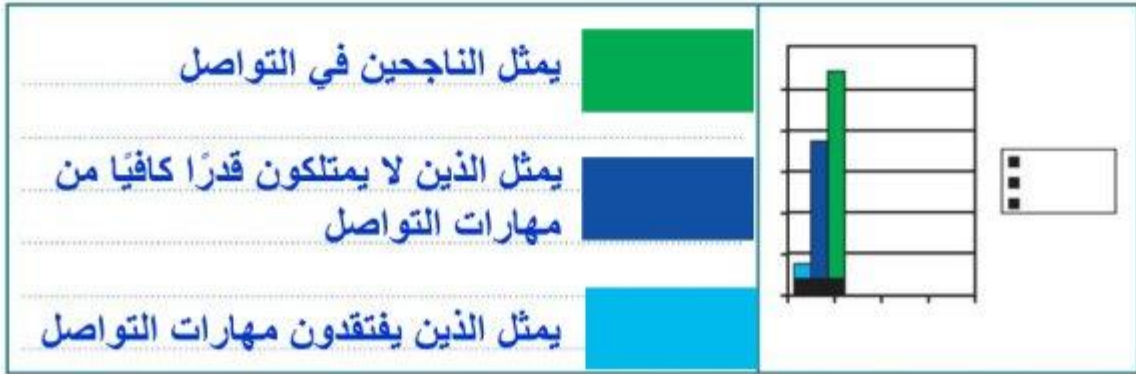 يمثل الناجحين في التواصل
يمثل الذين لا يمتلكون قدرًا كافيًا من
مهارات التواصل
يمثل الذين يفتقدون مهارات التواصل